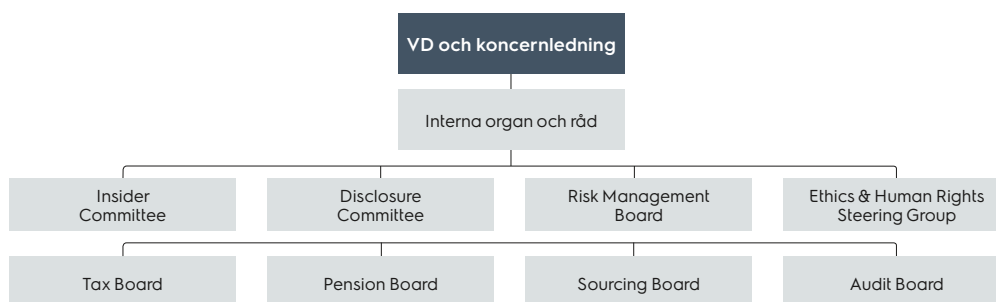 VD och koncernledning
Interna organ och råd
Insider
Committee
Disclosure
Committee
Risk Management
Board
Ethics & Human Rights
Steering Group
Tax Board
Pension Board
Sourcing Board
Audit Board